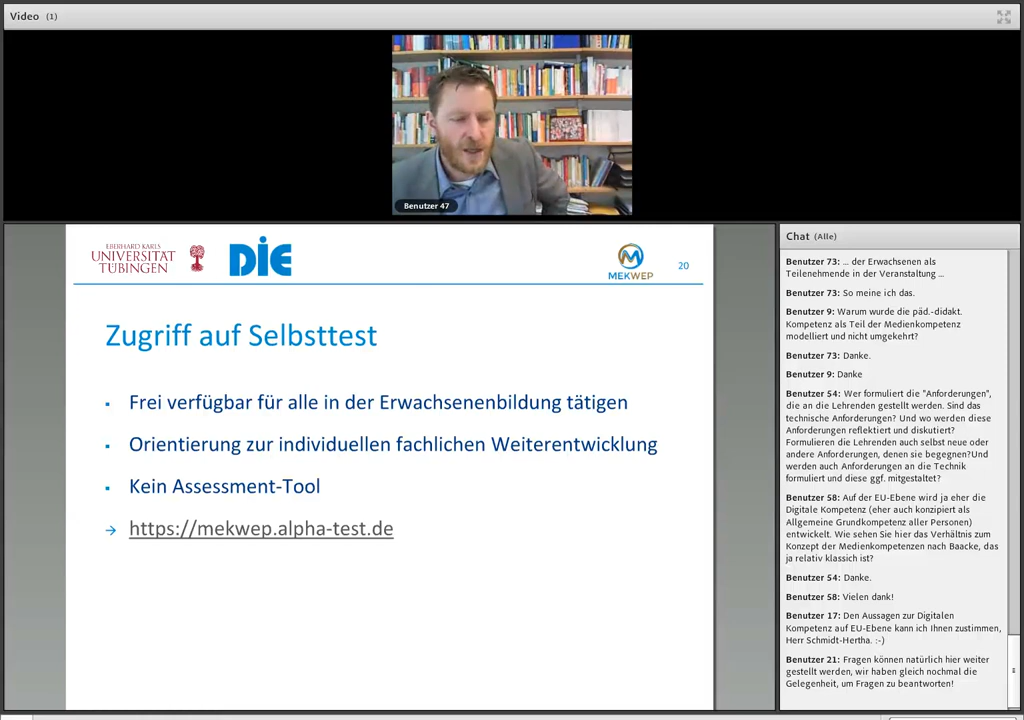 Video (1)
Benutzer 47
EBERHARD KARLS
UNIVERSITÄT
TÜBINGEN
DIE
MEKWEP
20
Zugriff auf Selbsttest
Frei verfügbar für alle in der Erwachsenenbildung tätigen
Orientierung zur individuellen fachlichen Weiterentwicklung
Kein Assessment-Tool
→ https://mekwep.alpha-test.de
Chat (Alle)
Benutzer 73: ... der Erwachsenen als
Teilenehmende in der Veranstaltung ...
Benutzer 73: So meine ich das.
Benutzer 9: Warum wurde die päd.-didakt.
Kompetenz als Teil der Medienkompetenz
modelliert und nicht umgekehrt?
Benutzer 73: Danke.
Benutzer 9: Danke
Benutzer 54: Wer formuliert die "Anforderungen",
die an die Lehrenden gestellt werden. Sind das
technische Anforderungen? Und wo werden diese
Anforderungen reflektiert und diskutiert?
Formulieren die Lehrenden auch selbst neue oder
andere Anforderungen, denen sie begegnen?Und
werden auch Anforderungen an die Technik
formuliert und diese ggf. mitgestaltet?
Benutzer 58: Auf der EU-Ebene wird ja eher die
Digitale Kompetenz (eher auch konzipiert als
Allgemeine Grundkompetenz aller Personen)
entwickelt. Wie sehen Sie hier das Verhältnis zum
Konzept der Medienkompetenzen nach Baacke, das
ja relativ klassich ist?
Benutzer 54: Danke.
Benutzer 58: Vielen dank!
Benutzer 17: Den Aussagen zur Digitalen
Kompetenz auf EU-Ebene kann ich Ihnen zustimmen,
Herr Schmidt-Hertha. :-)
Benutzer 21: Fragen können natürlich hier weiter
gestellt werden, wir haben gleich nochmal die
Gelegenheit, um Fragen zu beantworten!